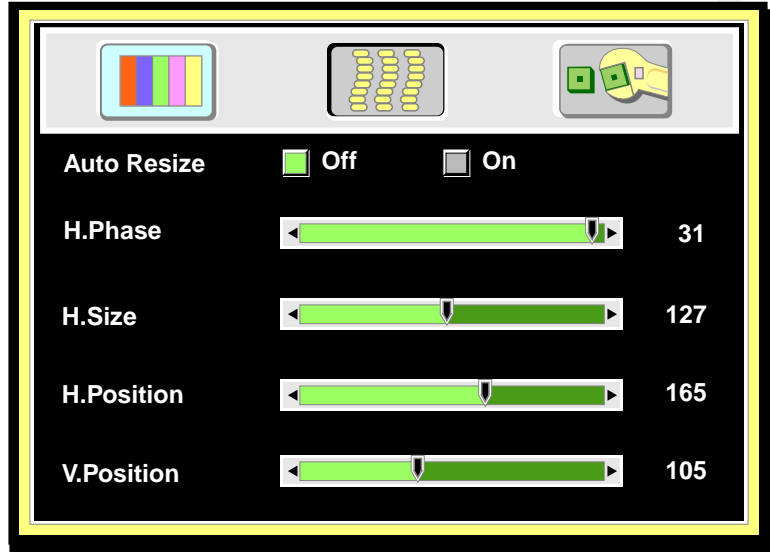 Auto Resize Off On
H.Phase 31
H.Size 127
H.Position 165
V.Position 105